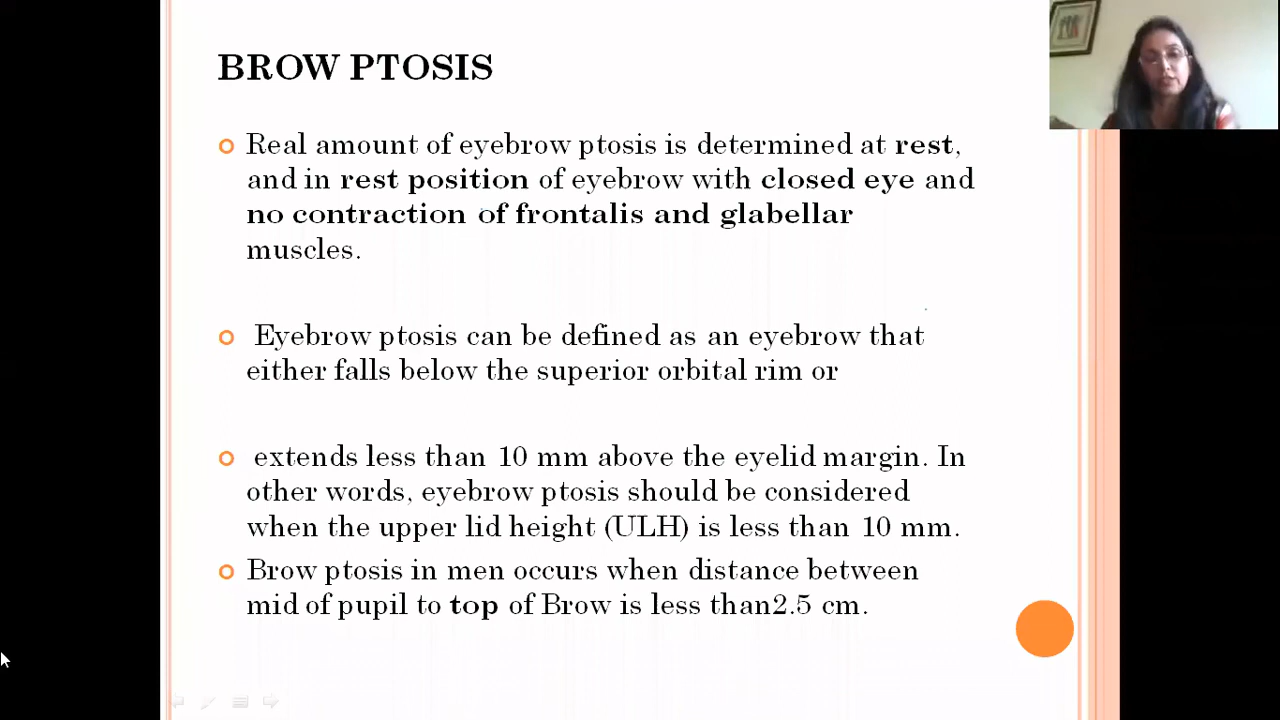 BROW PTOSIS
Real amount of eyebrow ptosis is determined at rest,
and in rest position of eyebrow with closed eye and
no contraction of frontalis and glabellar
muscles.
Eyebrow ptosis can be defined as an eyebrow that
either falls below the superior orbital rim or
extends less than 10 mm above the eyelid margin. In
other words, eyebrow ptosis should be considered
when the upper lid height (ULH) is less than 10 mm.
Brow ptosis in men occurs when distance between
mid of pupil to top of Brow is less than2.5 cm.